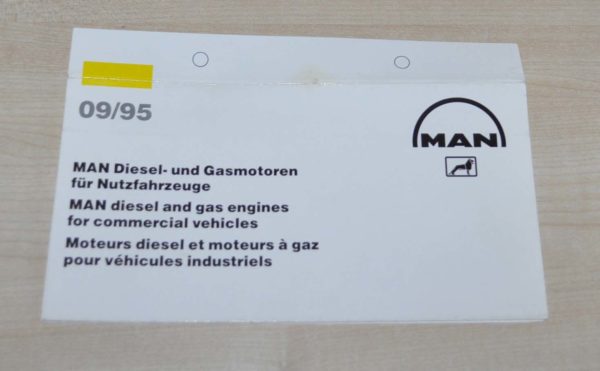 09/95
MAN
MAN Diesel- und Gasmotoren
für Nutzfahrzeuge
MAN diesel and gas engines
for commercial vehicles
Moteurs diesel et moteurs à gaz
pour véhicules industriels